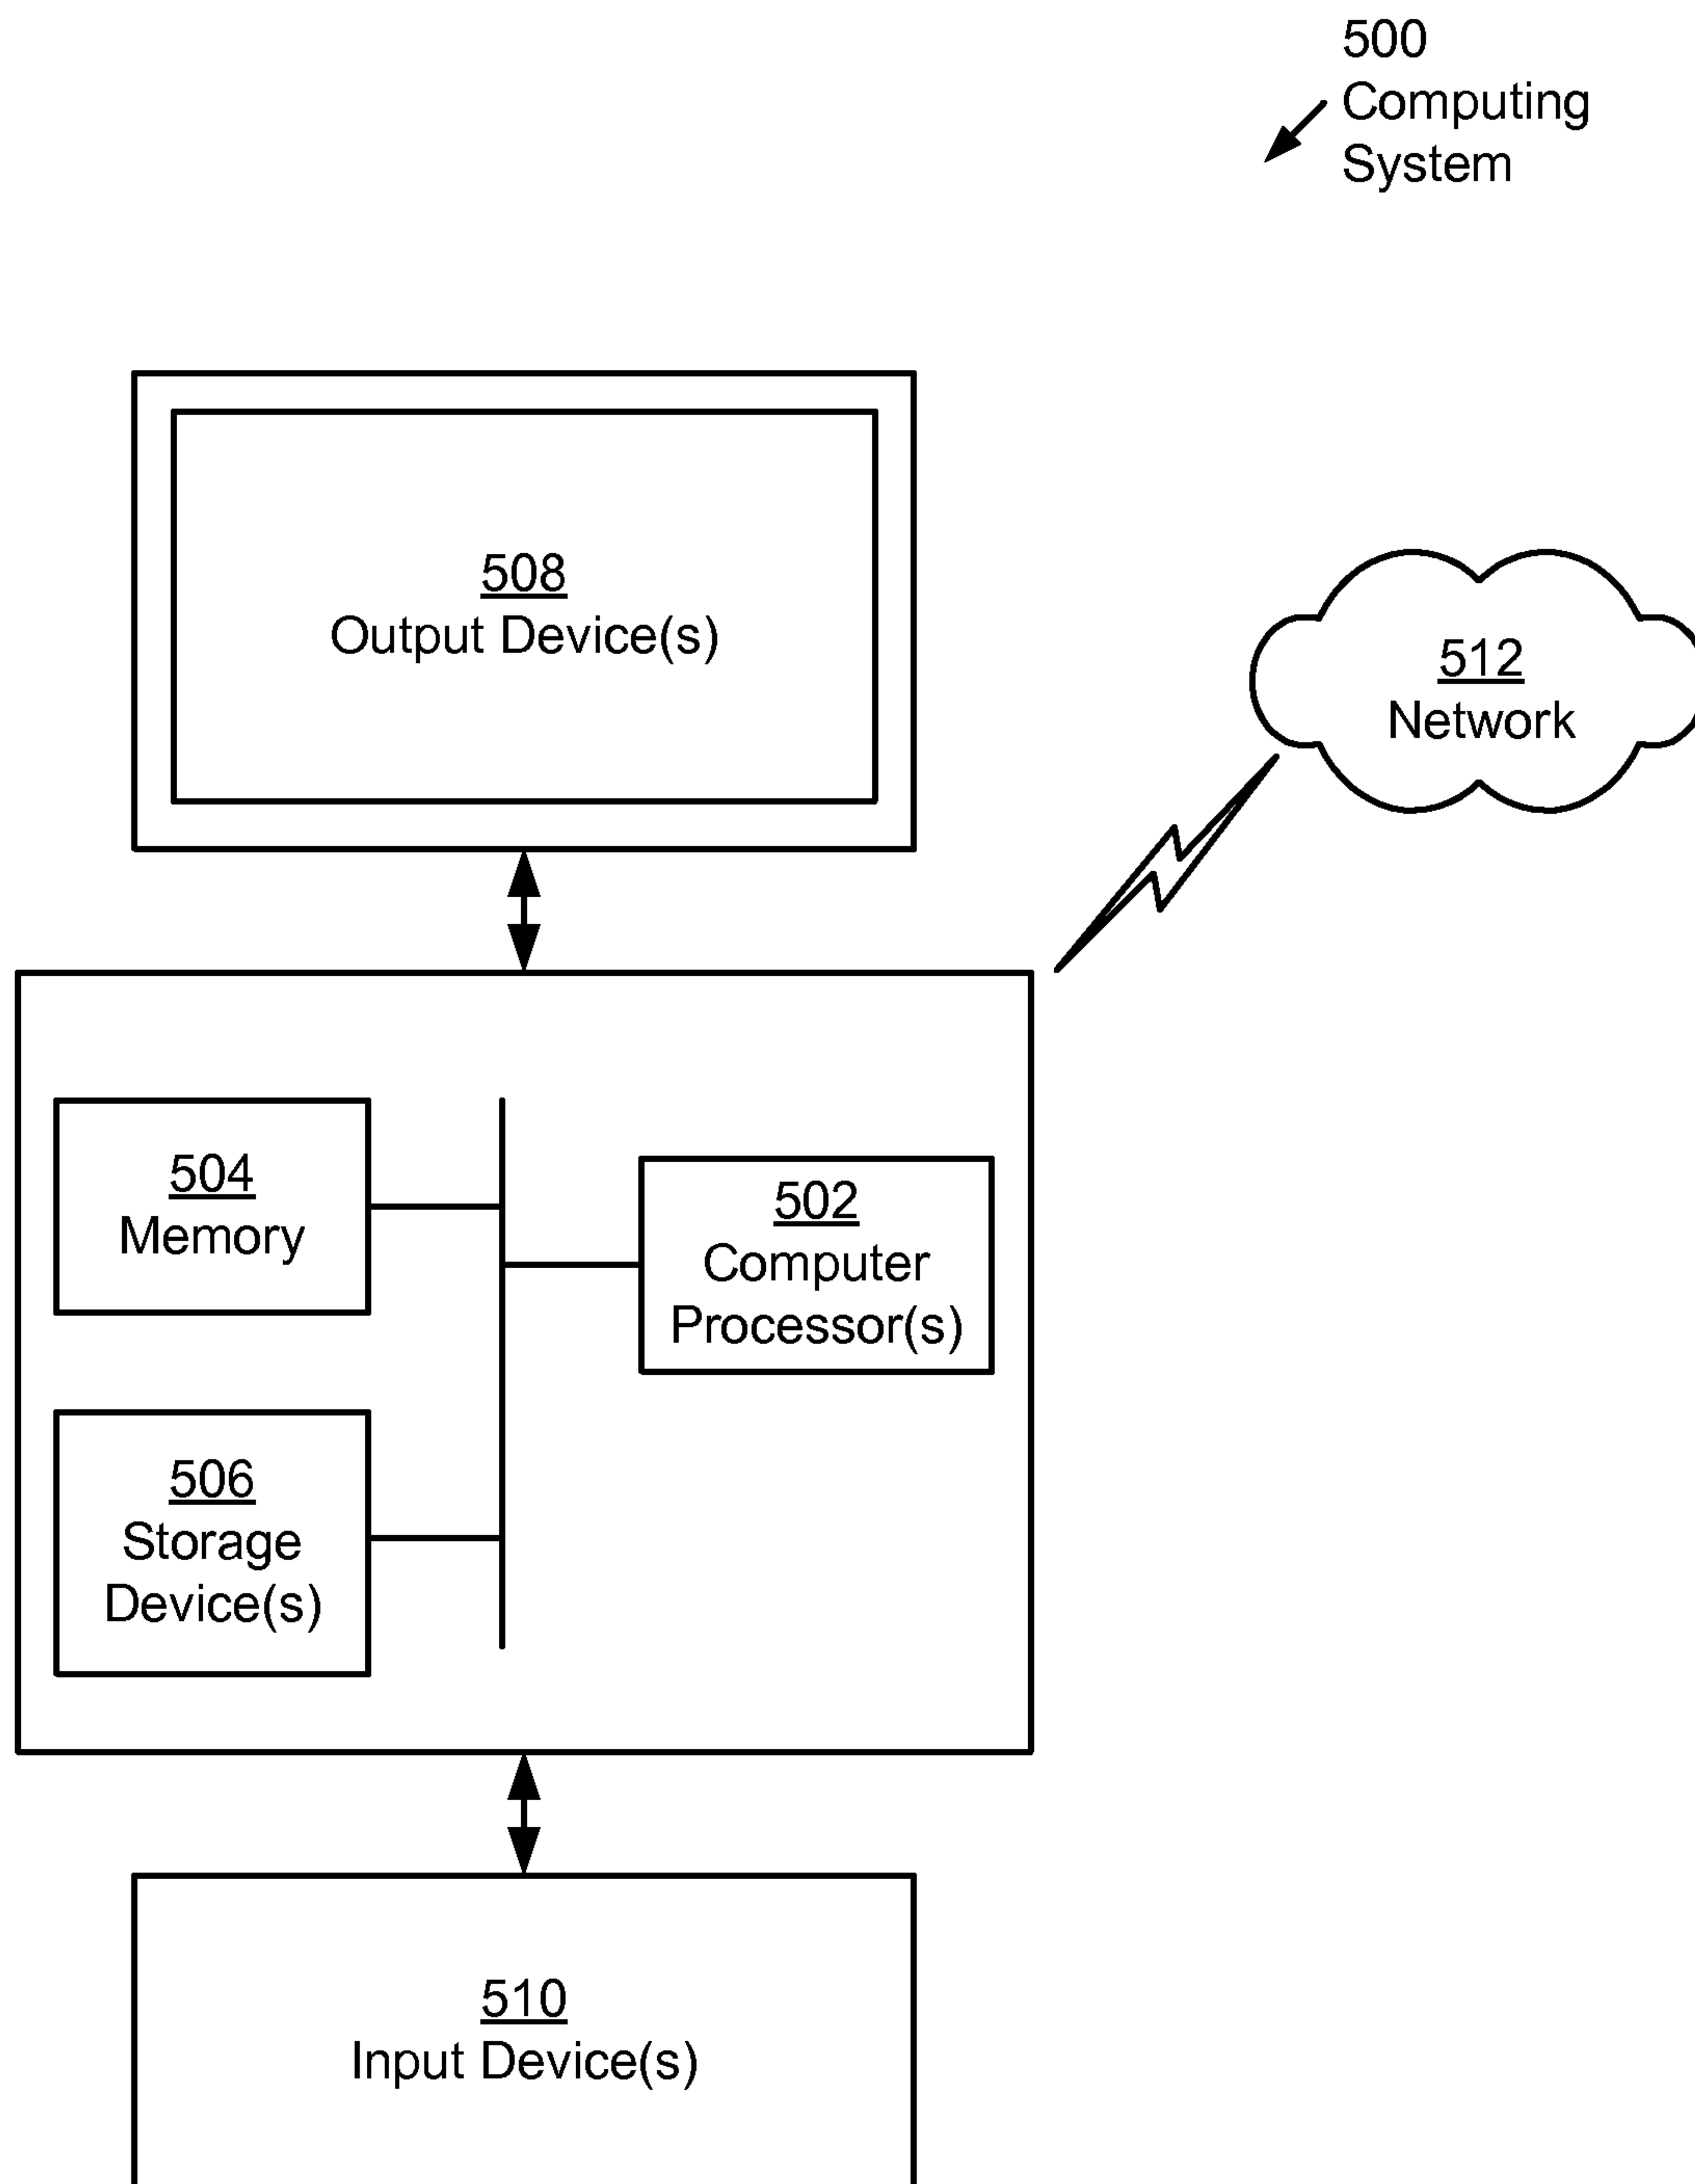 500
Computing
System
508
Output Device(s)
512
Network
504
Memory
502
Computer
Processor(s)
506
Storage
Device(s)
510
Input Device(s)